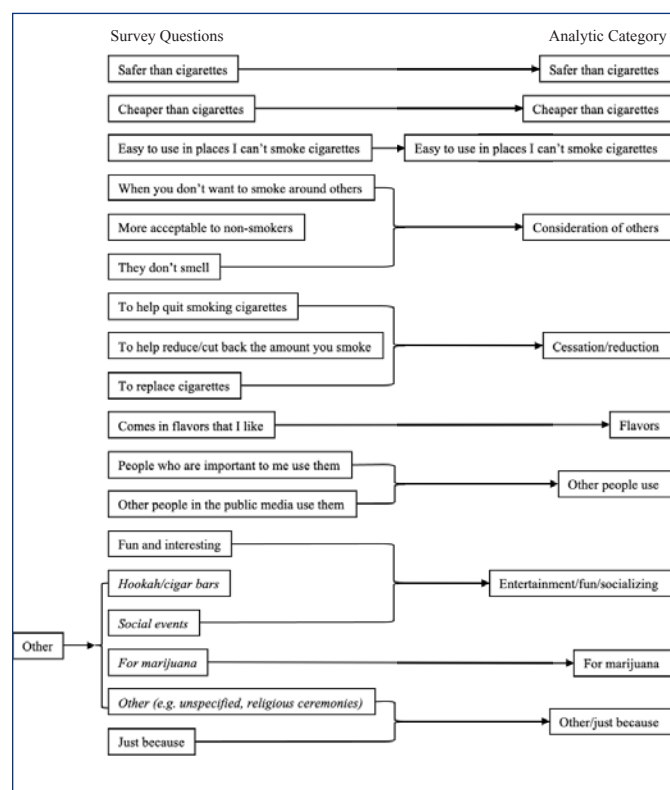 Survey Questions Analytic Category
Safer than cigarettes Safer than cigarettes
Cheaper than cigarettes Cheaper than cigarettes
Easy to use in places I can't smoke cigarettes Easy to use in places I can't smoke cigarettes
When you don't want to smoke around others
More acceptable to non-smokers Consideration of others
They don't smell
To help quit smoking cigarettes
To help reduce/cut back the amount you smoke Cessation/reduction
To replace cigarettes
Comes in flavors that I like Flavors
People who are important to me use them
Other people use
Other people in the public media use them
Fun and interesting
Hookah/cigar bars Entertainment/fun/socializing
Social events
Other
For marijuana For marijuana
Other (e.g. unspecified, religious ceremonies)
Other/just because
Just because